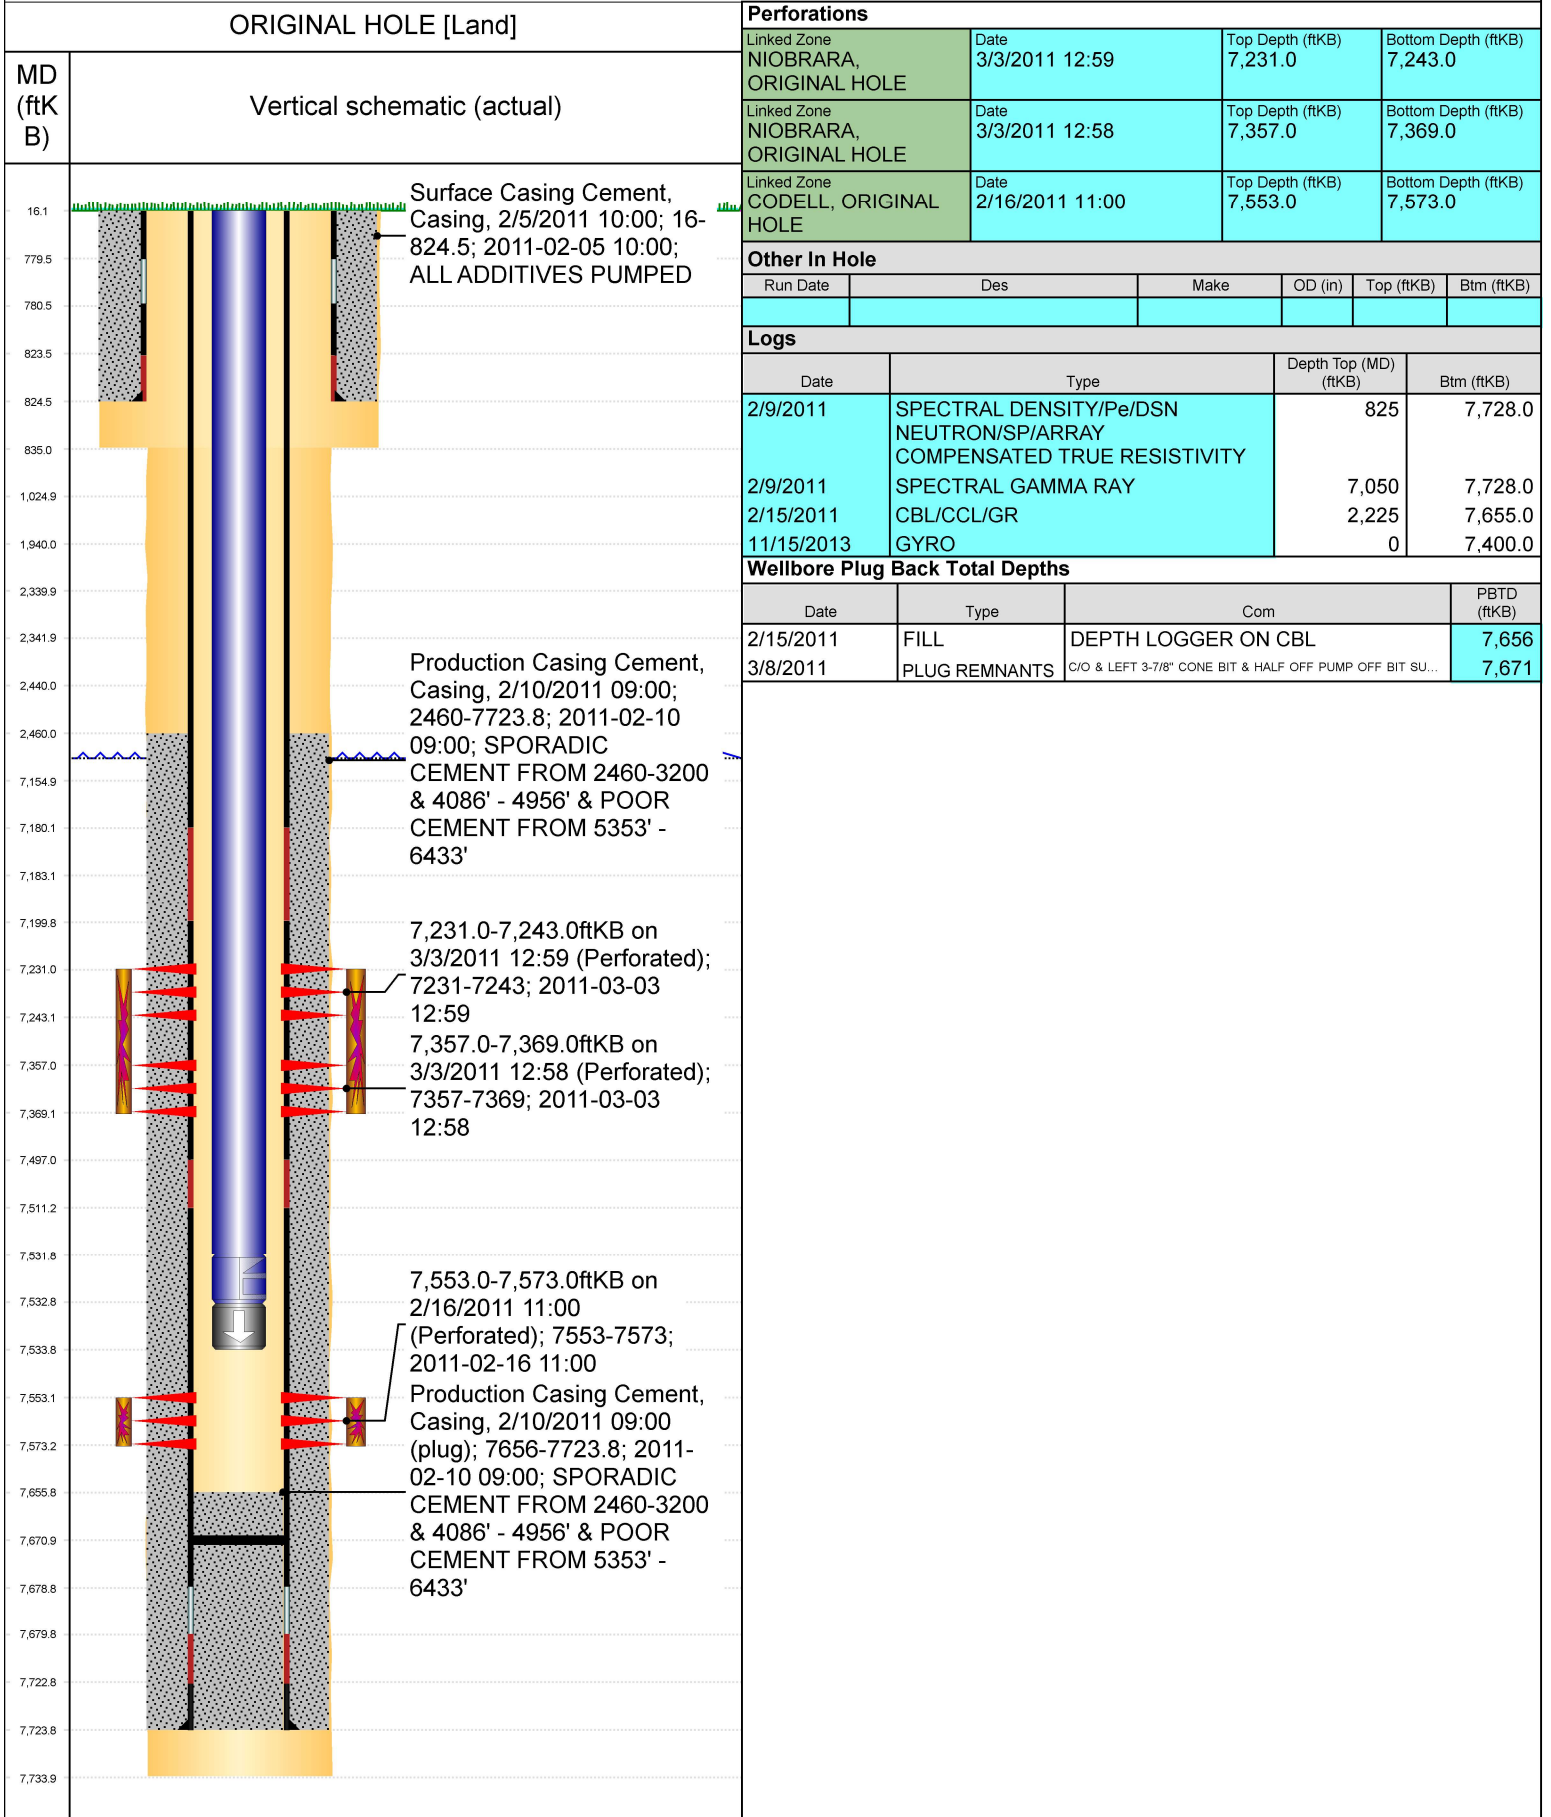 ORIGINAL HOLE [Land]
MD
(ftK
B)
Vertical schematic (actual)
16.1
779.5
780.5
823.5
824.5
835.0
1,024.9
1,940.0
2,339.9
2,341.9
2,440.0
2,460.0
7,154.9
7,180.1
7,183.1
7,199.8
7,231.0
7,243.1
7,357.0
7,369.1
7,497.0
7,511.2
7,531.8
7,532.8
7,533.8
7,553.1
7,573.2
7,655.8
7,670.9
7,678.8
7,679.8
7,722.8
7,723.8
7,733.9
Surface Casing Cement,
Casing, 2/5/2011 10:00; 16-
824.5; 2011-02-05 10:00;
ALL ADDITIVES PUMPED
Production Casing Cement,
Casing, 2/10/2011 09:00;
2460-7723.8; 2011-02-10
09:00; SPORADIC
CEMENT FROM 2460-3200
& 4086' - 4956' & POOR
CEMENT FROM 5353' -
6433'
7,231.0-7,243.0ftKB on
3/3/2011 12:59 (Perforated);
7231-7243; 2011-03-03
12:59
7,357.0-7,369.0ftKB on
3/3/2011 12:58 (Perforated);
7357-7369; 2011-03-03
12:58
7,553.0-7,573.0ftKB on
2/16/2011 11:00
(Perforated); 7553-7573;
2011-02-16 11:00
Production Casing Cement,
Casing, 2/10/2011 09:00
(plug); 7656-7723.8; 2011-
02-10 09:00; SPORADIC
CEMENT FROM 2460-3200
& 4086' - 4956' & POOR
CEMENT FROM 5353' -
6433'
Perforations
Linked Zone Date Top Depth (ftKB) Bottom Depth (ftKB)
NIOBRARA, 3/3/2011 12:59 7,231.0 7,243.0
ORIGINAL HOLE
Linked Zone Date Top Depth (ftKB) Bottom Depth (ftKB)
NIOBRARA, 3/3/2011 12:58 7,357.0 7,369.0
ORIGINAL HOLE
Linked Zone Date Top Depth (ftKB) Bottom Depth (ftKB)
CODELL, ORIGINAL 2/16/2011 11:00 7,553.0 7,573.0
HOLE
Other In Hole
Run Date Des Make OD (in) Top (ftKB) Btm (ftKB)
Logs
Date Type Depth Top (MD) (ftKB) Btm (ftKB)
2/9/2011 SPECTRAL DENSITY/Pe/DSN 825 7,728.0
NEUTRON/SP/ARRAY
COMPENSATED TRUE RESISTIVITY
2/9/2011 SPECTRAL GAMMA RAY 7,050 7,728.0
2/15/2011 CBL/CCL/GR 2,225 7,655.0
11/15/2013 GYRO 0 7,400.0
Wellbore Plug Back Total Depths
Date Type Com PBTD (ftKB)
2/15/2011 FILL DEPTH LOGGER ON CBL 7,656
3/8/2011 PLUG REMNANTS C/O & LEFT 3-7/8" CONE BIT & HALF OFF PUMP OFF BIT SU... 7,671